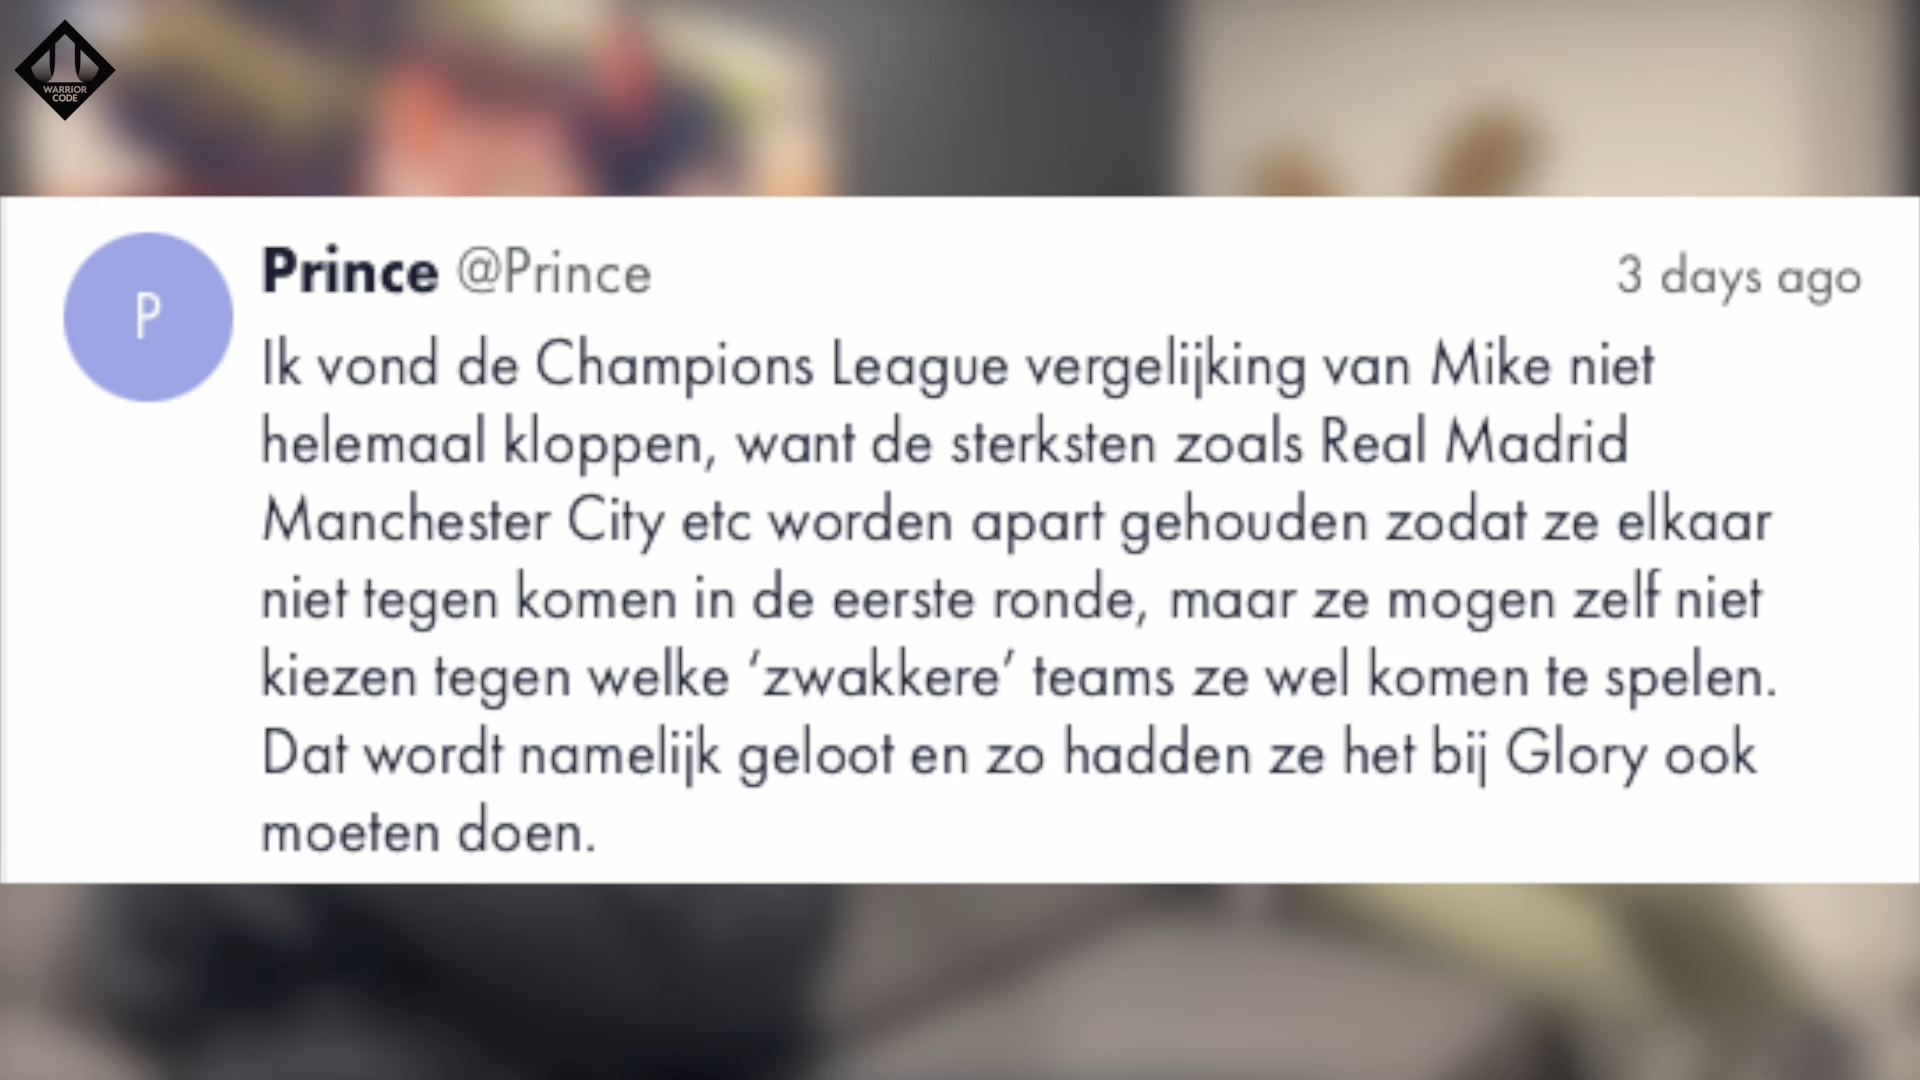 WARRIOR
CODE
Prince @Prince 3 days ago
P
Ik vond de Champions League vergelijking van Mike niet
helemaal kloppen, want de sterksten zoals Real Madrid
Manchester City etc worden apart gehouden zodat ze elkaar
niet tegen komen in de eerste ronde, maar ze mogen zelf niet
kiezen tegen welke ‘zwakkere’ teams ze wel komen te spelen.
Dat wordt namelijk geloot en zo hadden ze het bij Glory ook
moeten doen.